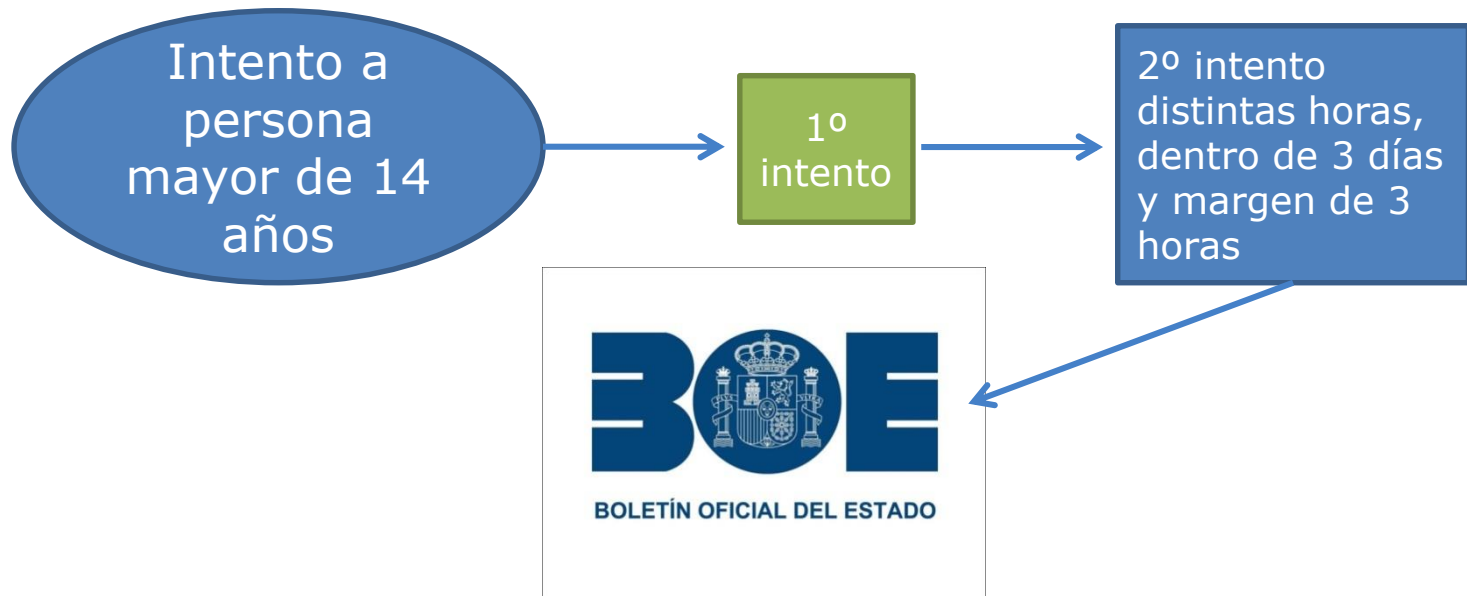 Intento a
persona
mayor de 14
años
1º
intento
2º intento
distintas horas,
dentro de 3 días
y margen de 3
horas
BOE
BOLETÍN OFICIAL DEL ESTADO